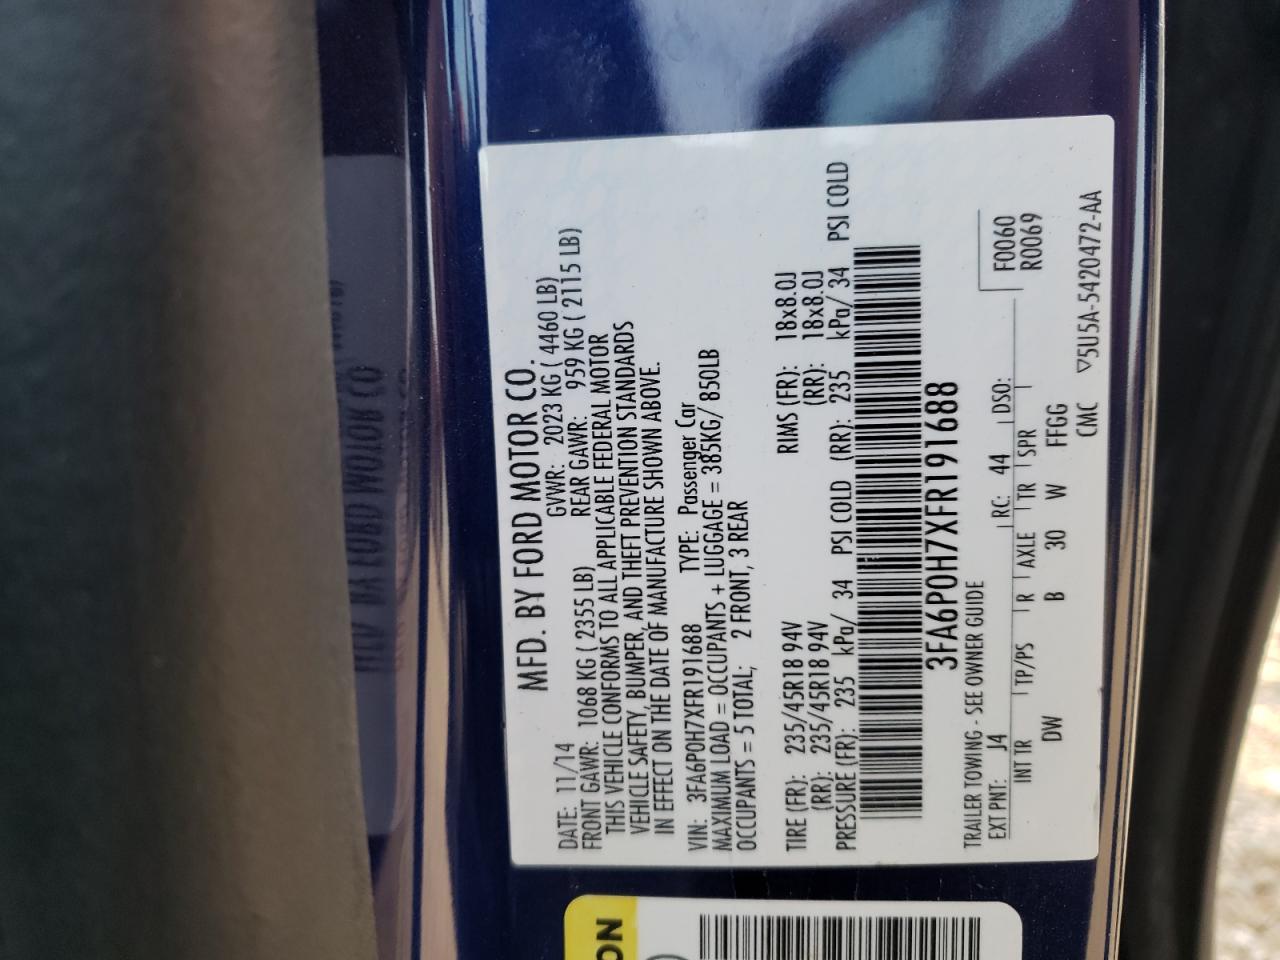 MFD. BY FORD MOTOR CO.
DATE: 11/14 GVWR: 2023 KG ( 4460 LB)
FRONT GAWR: 1068 KG ( 2355 LB) REAR GAWR: 959 KG ( 2115 LB)
THIS VEHICLE CONFORMS TO ALL APPLICABLE FEDERAL MOTOR
VEHICLE SAFETY, BUMPER, AND THEFT PREVENTION STANDARDS
IN EFFECT ON THE DATE OF MANUFACTURE SHOWN ABOVE.
VIN: 3FA6P0H7XFR191688 TYPE: Passenger Car
MAXIMUM LOAD = OCCUPANTS + LUGGAGE = 385KG/ 850LB
OCCUPANTS = 5 TOTAL; 2 FRONT, 3 REAR
TIRE (FR): 235/45R18 94V RIMS (FR): 18x8.0J
(RR): 235/45R18 94V (RR): 18x8.0J
PRESSURE (FR): 235 kPa/ 34 PSI COLD (RR): 235 kPa/ 34 PSI COLD
3FA6P0H7XFR191688
TRAILER TOWING - SEE OWNER GUIDE
EXT PNT: J4 RC: 44 DSO: F0060
INT TR TP/PS R AXLE TR SPR R0069
DW B 30 W FFGG
CMC ▽5U5A-5420472-AA